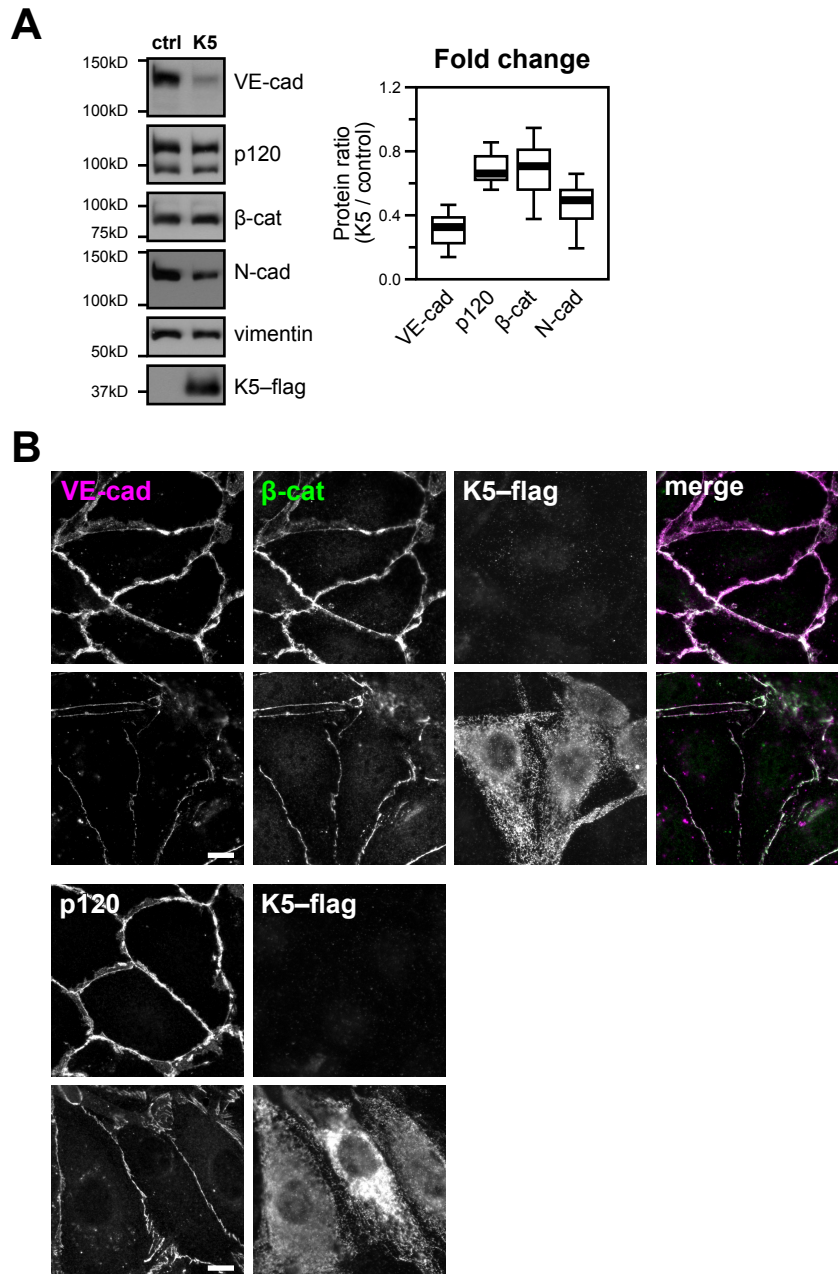 A
ctrl K5
150kD
VE-cad
100kD
p120
100kD
100kD
β-cat
75kD
150kD
N-cad
100kD
vimentin
50kD
37kD
K5–flag
Fold change
Protein ratio
(K5 / control)
1.2
0.8
0.4
0.0
VE-cad
p120
β-cat
N-cad
B
VE-cad β-cat K5–flag merge
p120 K5–flag